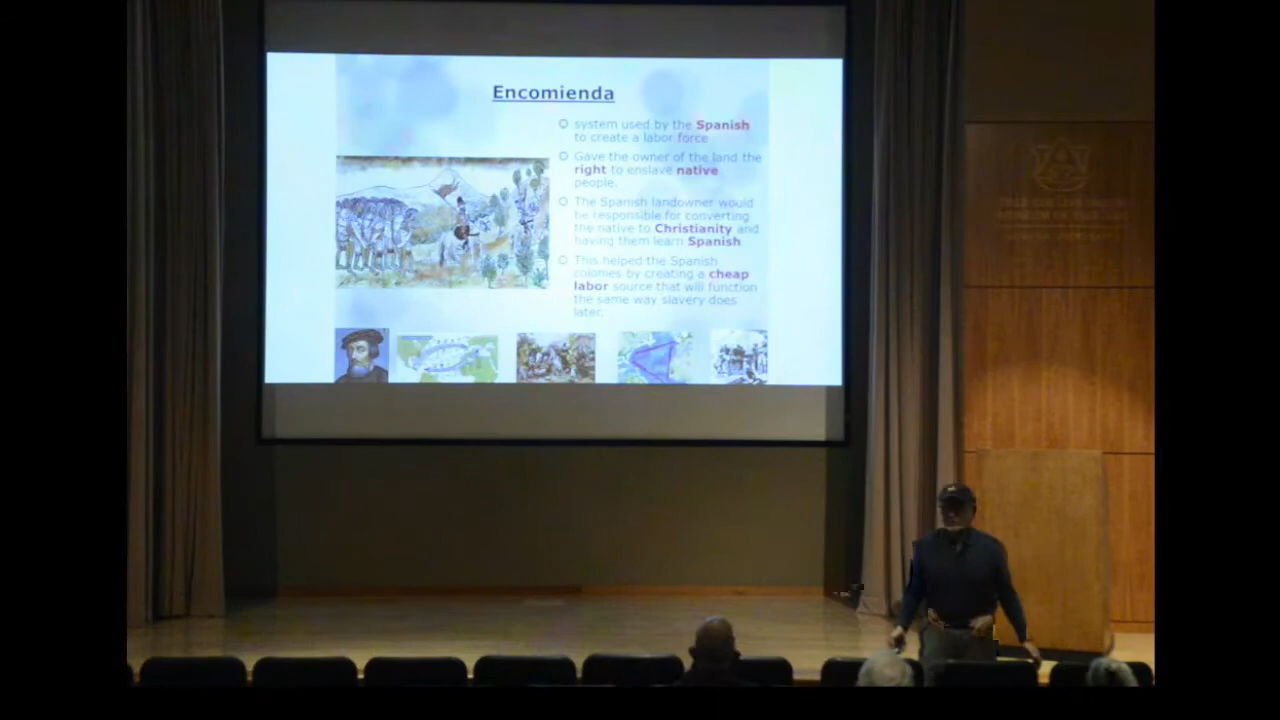 Encomienda
system used by the Spanish
to create a labor force
Gave the owner of the land the
right to enslave native
people.
The Spanish landowner would
be responsible for converting
the native to Christianity and
having them learn Spanish
This helped the Spanish
colonies by creating a cheap
labor source that will function
the same way slavery does
later.